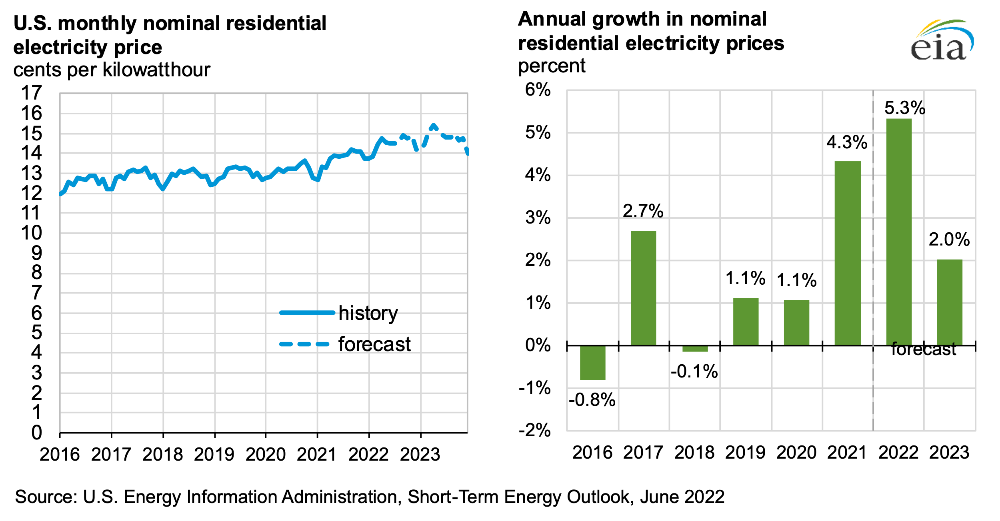 U.S. monthly nominal residential
electricity price
cents per kilowatthour
17
16
15
14
13
12
11
10
9
8
7
6
5
4
3
2
1
0
history
forecast
2016 2017 2018 2019 2020 2021 2022 2023
Annual growth in nominal
residential electricity prices
percent
eia
6%
5%
4%
3%
2%
1%
0%
-1%
-2%
-0.8%
2.7%
-0.1%
1.1%
1.1%
4.3%
5.3%
2.0%
forecast
2016 2017 2018 2019 2020 2021 2022 2023
Source: U.S. Energy Information Administration, Short-Term Energy Outlook, June 2022